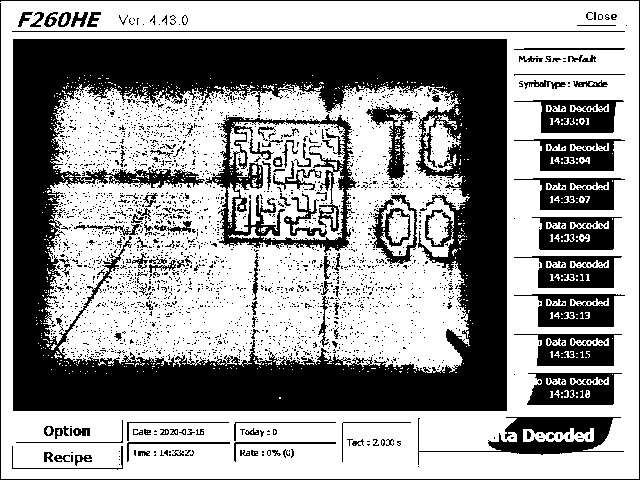 F260HE Ver. 4.43.0
Close
Matrix Size : Default
SymbolType : VeriCode
Data Decoded
14:33:01
Data Decoded
14:33:04
Data Decoded
14:33:07
Data Decoded
14:33:09
Data Decoded
14:33:11
Data Decoded
14:33:13
Data Decoded
14:33:15
Data Decoded
14:33:18
TC
00
Option
Recipe
Date : 2020-03-16
Time : 14:33:20
Today : 0
Rate : 0% (0)
Tact : 2.000 s
Decoded